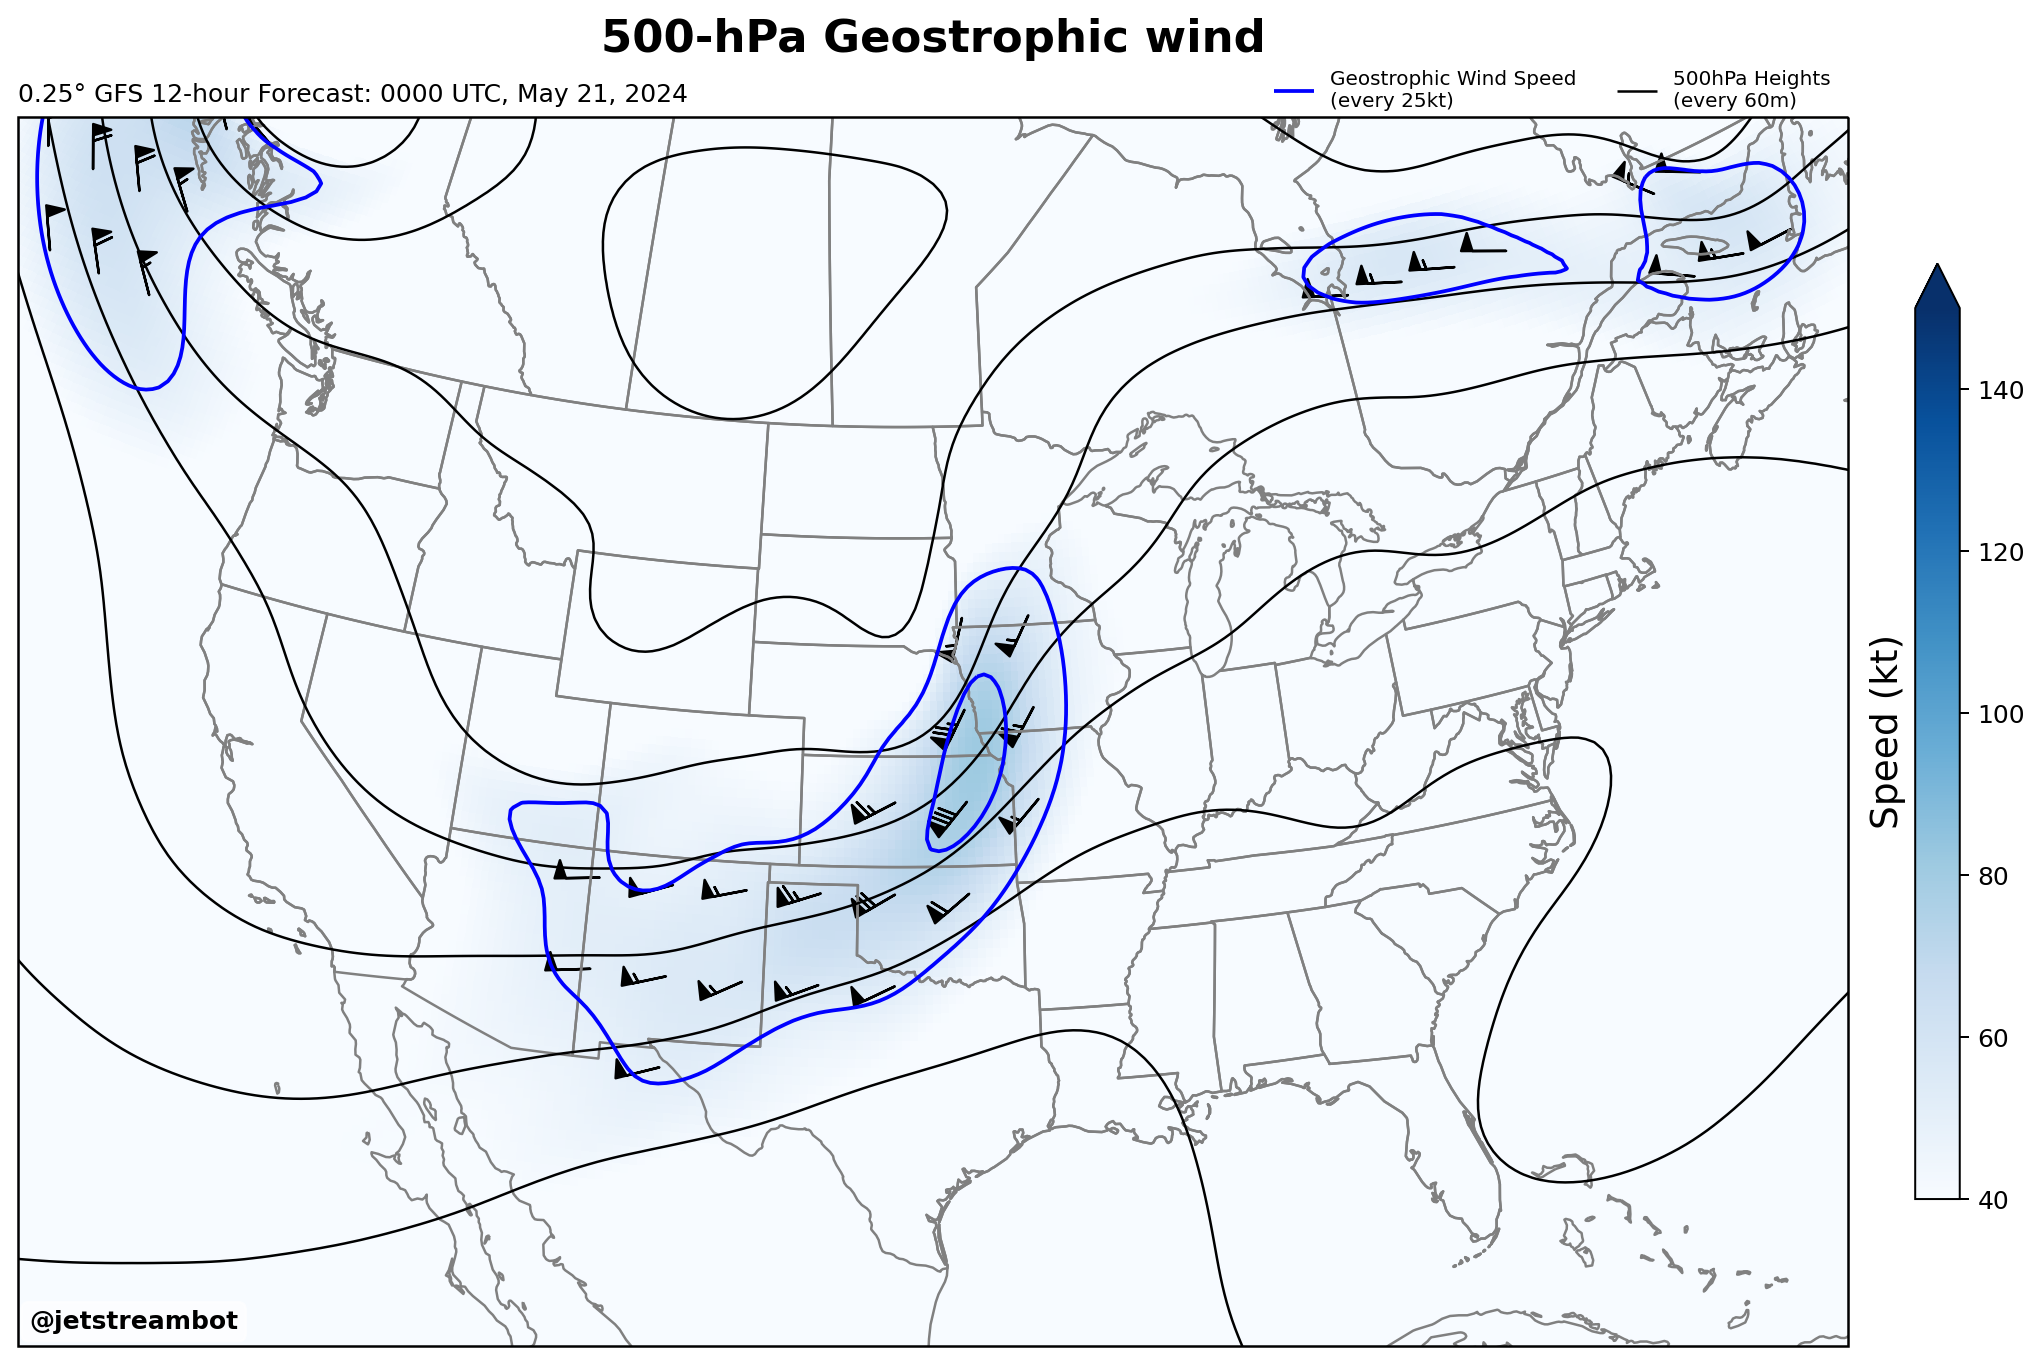 500-hPa Geostrophic wind
0.25° GFS 12-hour Forecast: 0000 UTC, May 21, 2024
Geostrophic Wind Speed
(every 25kt)
500hPa Heights
(every 60m)
140
120
100
80
60
40
Speed (kt)
@jetstreambot